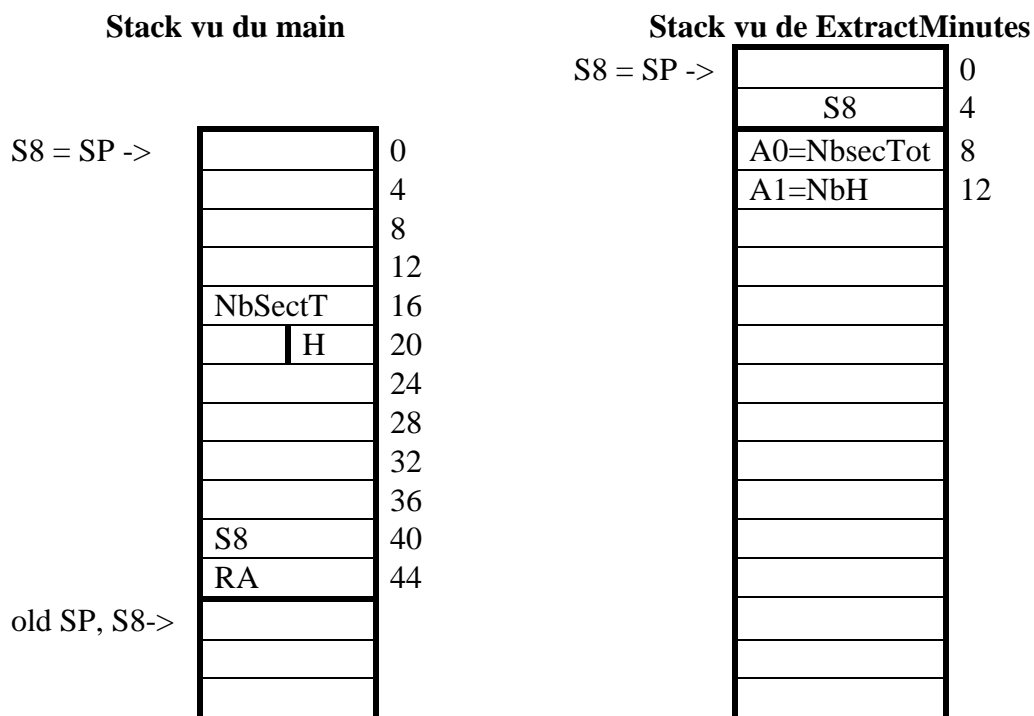 Stack vu du main
S8 = SP ->
0
4
8
12
NbSectT 16
H 20
24
28
32
36
S8 40
RA 44
old SP, S8->
Stack vu de ExtractMinutes
S8 = SP ->
0
S8 4
A0=NbsecTot 8
A1=NbH 12